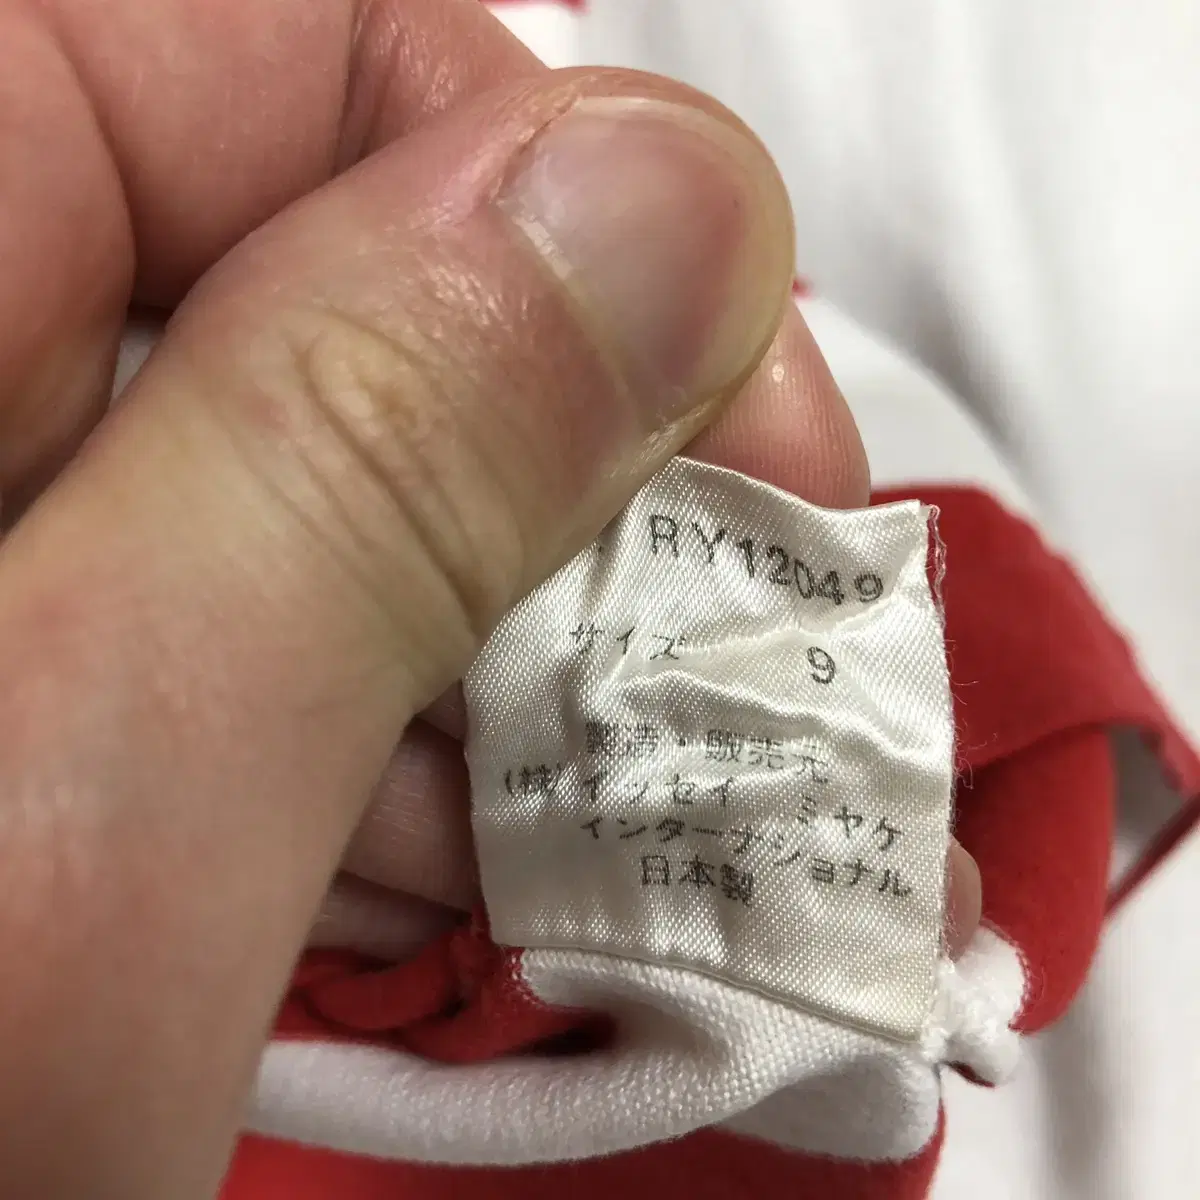 RY12049
サイズ 9
製造・販売元
(株)イッセイ ミヤケ
インターナショナル
日本製